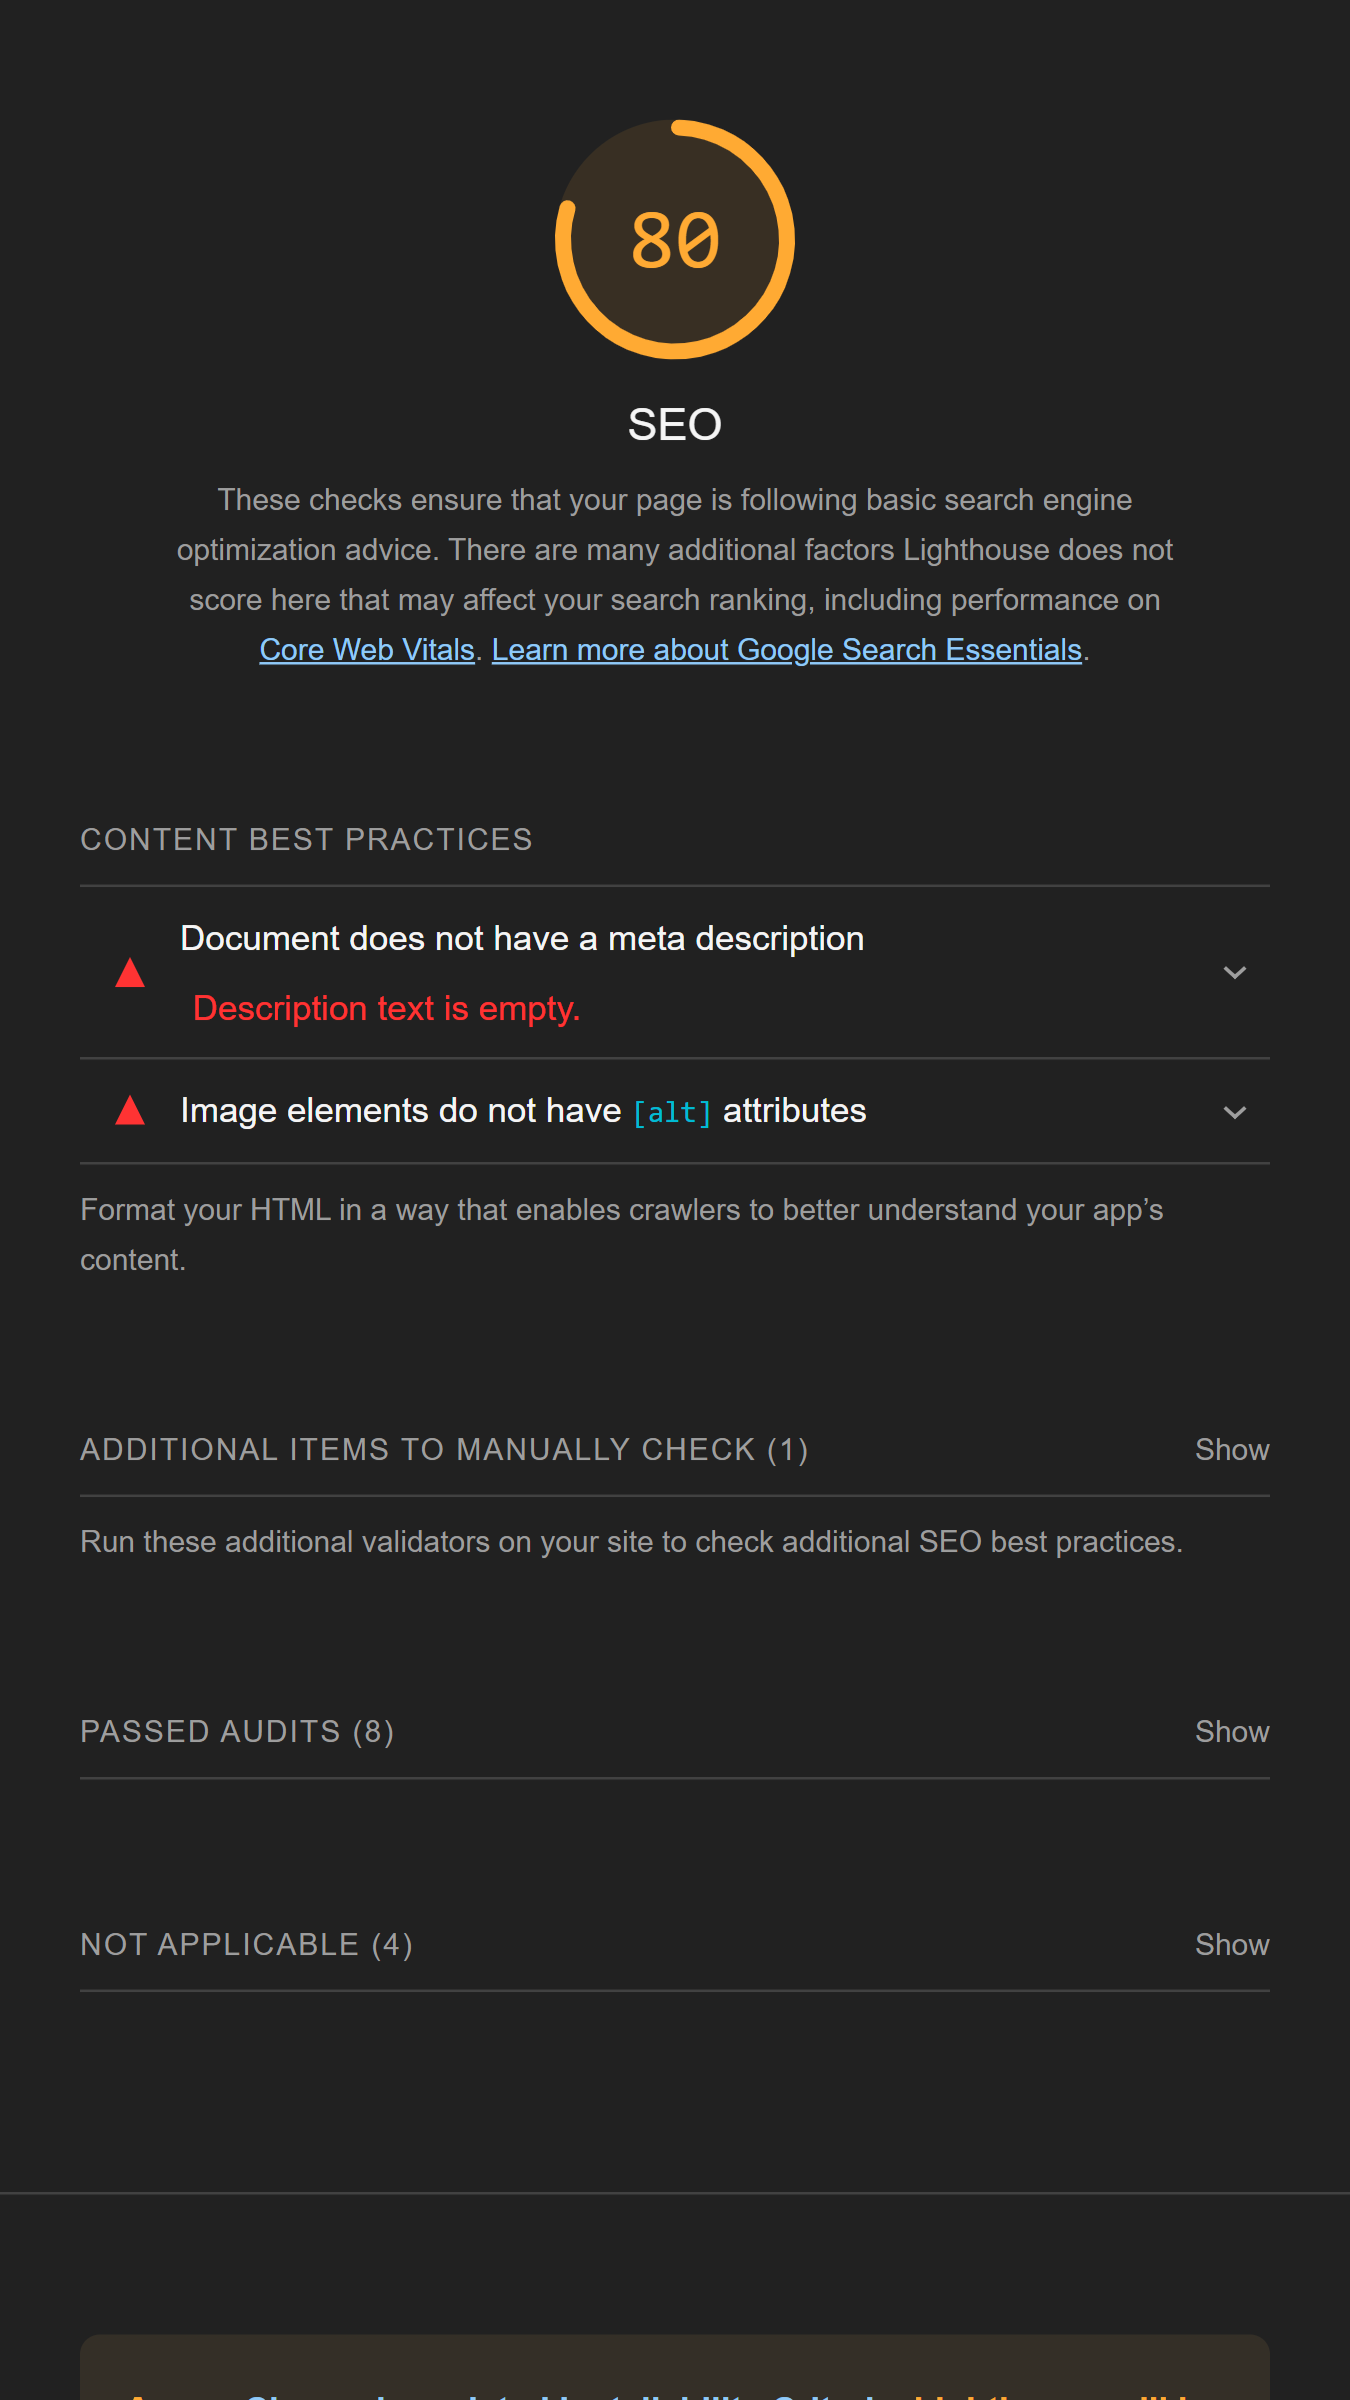 80
SEO
These checks ensure that your page is following basic search engine
optimization advice. There are many additional factors Lighthouse does not
score here that may affect your search ranking, including performance on
Core Web Vitals. Learn more about Google Search Essentials.
CONTENT BEST PRACTICES
Document does not have a meta description
Description text is empty.
Image elements do not have [alt] attributes
Format your HTML in a way that enables crawlers to better understand your app’s
content.
ADDITIONAL ITEMS TO MANUALLY CHECK (1) Show
Run these additional validators on your site to check additional SEO best practices.
PASSED AUDITS (8) Show
NOT APPLICABLE (4) Show